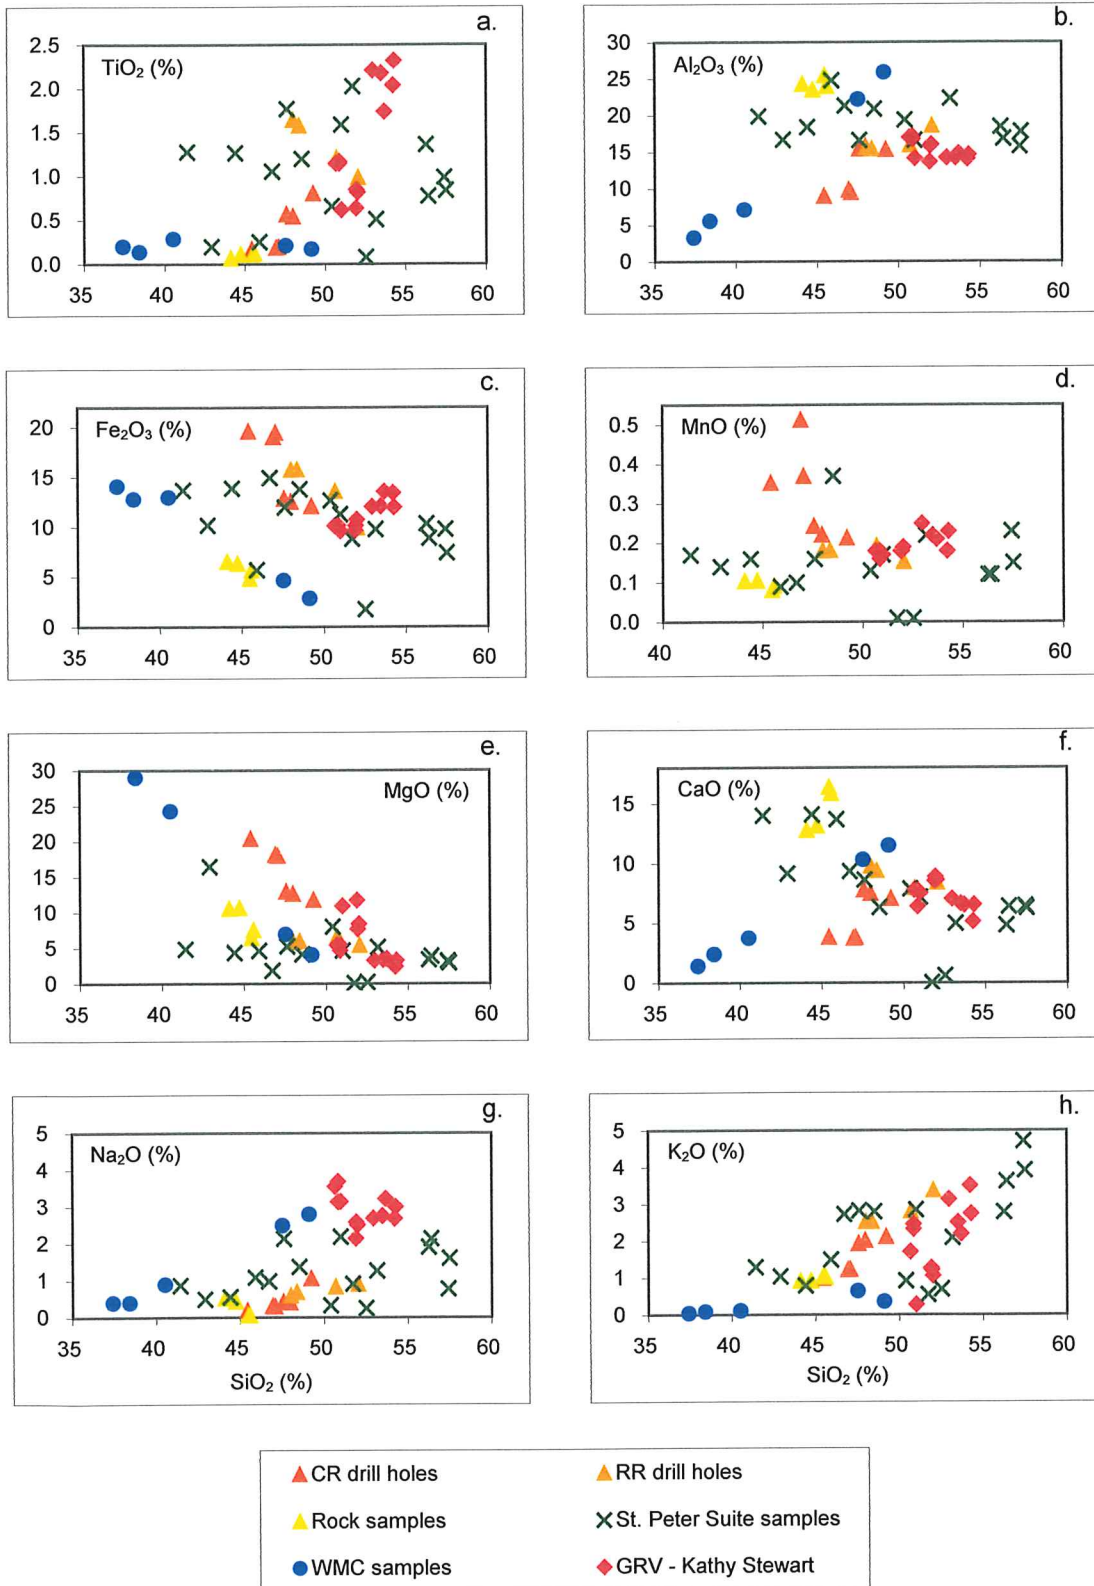 a.
TiO₂ (%)
2.5
2.0
1.5
1.0
0.5
0.0
35 40 45 50 55 60
b.
Al₂O₃ (%)
30
25
20
15
10
5
0
35 40 45 50 55 60
c.
Fe₂O₃ (%)
20
15
10
5
0
35 40 45 50 55 60
d.
MnO (%)
0.5
0.4
0.3
0.2
0.1
0.0
40 45 50 55 60
e.
MgO (%)
30
25
20
15
10
5
0
35 40 45 50 55 60
f.
CaO (%)
15
10
5
0
35 40 45 50 55 60
g.
Na₂O (%)
5
4
3
2
1
0
35 40 45 50 55 60
SiO₂ (%)
h.
K₂O (%)
5
4
3
2
1
0
35 40 45 50 55 60
SiO₂ (%)
CR drill holes
RR drill holes
Rock samples
St. Peter Suite samples
WMC samples
GRV - Kathy Stewart